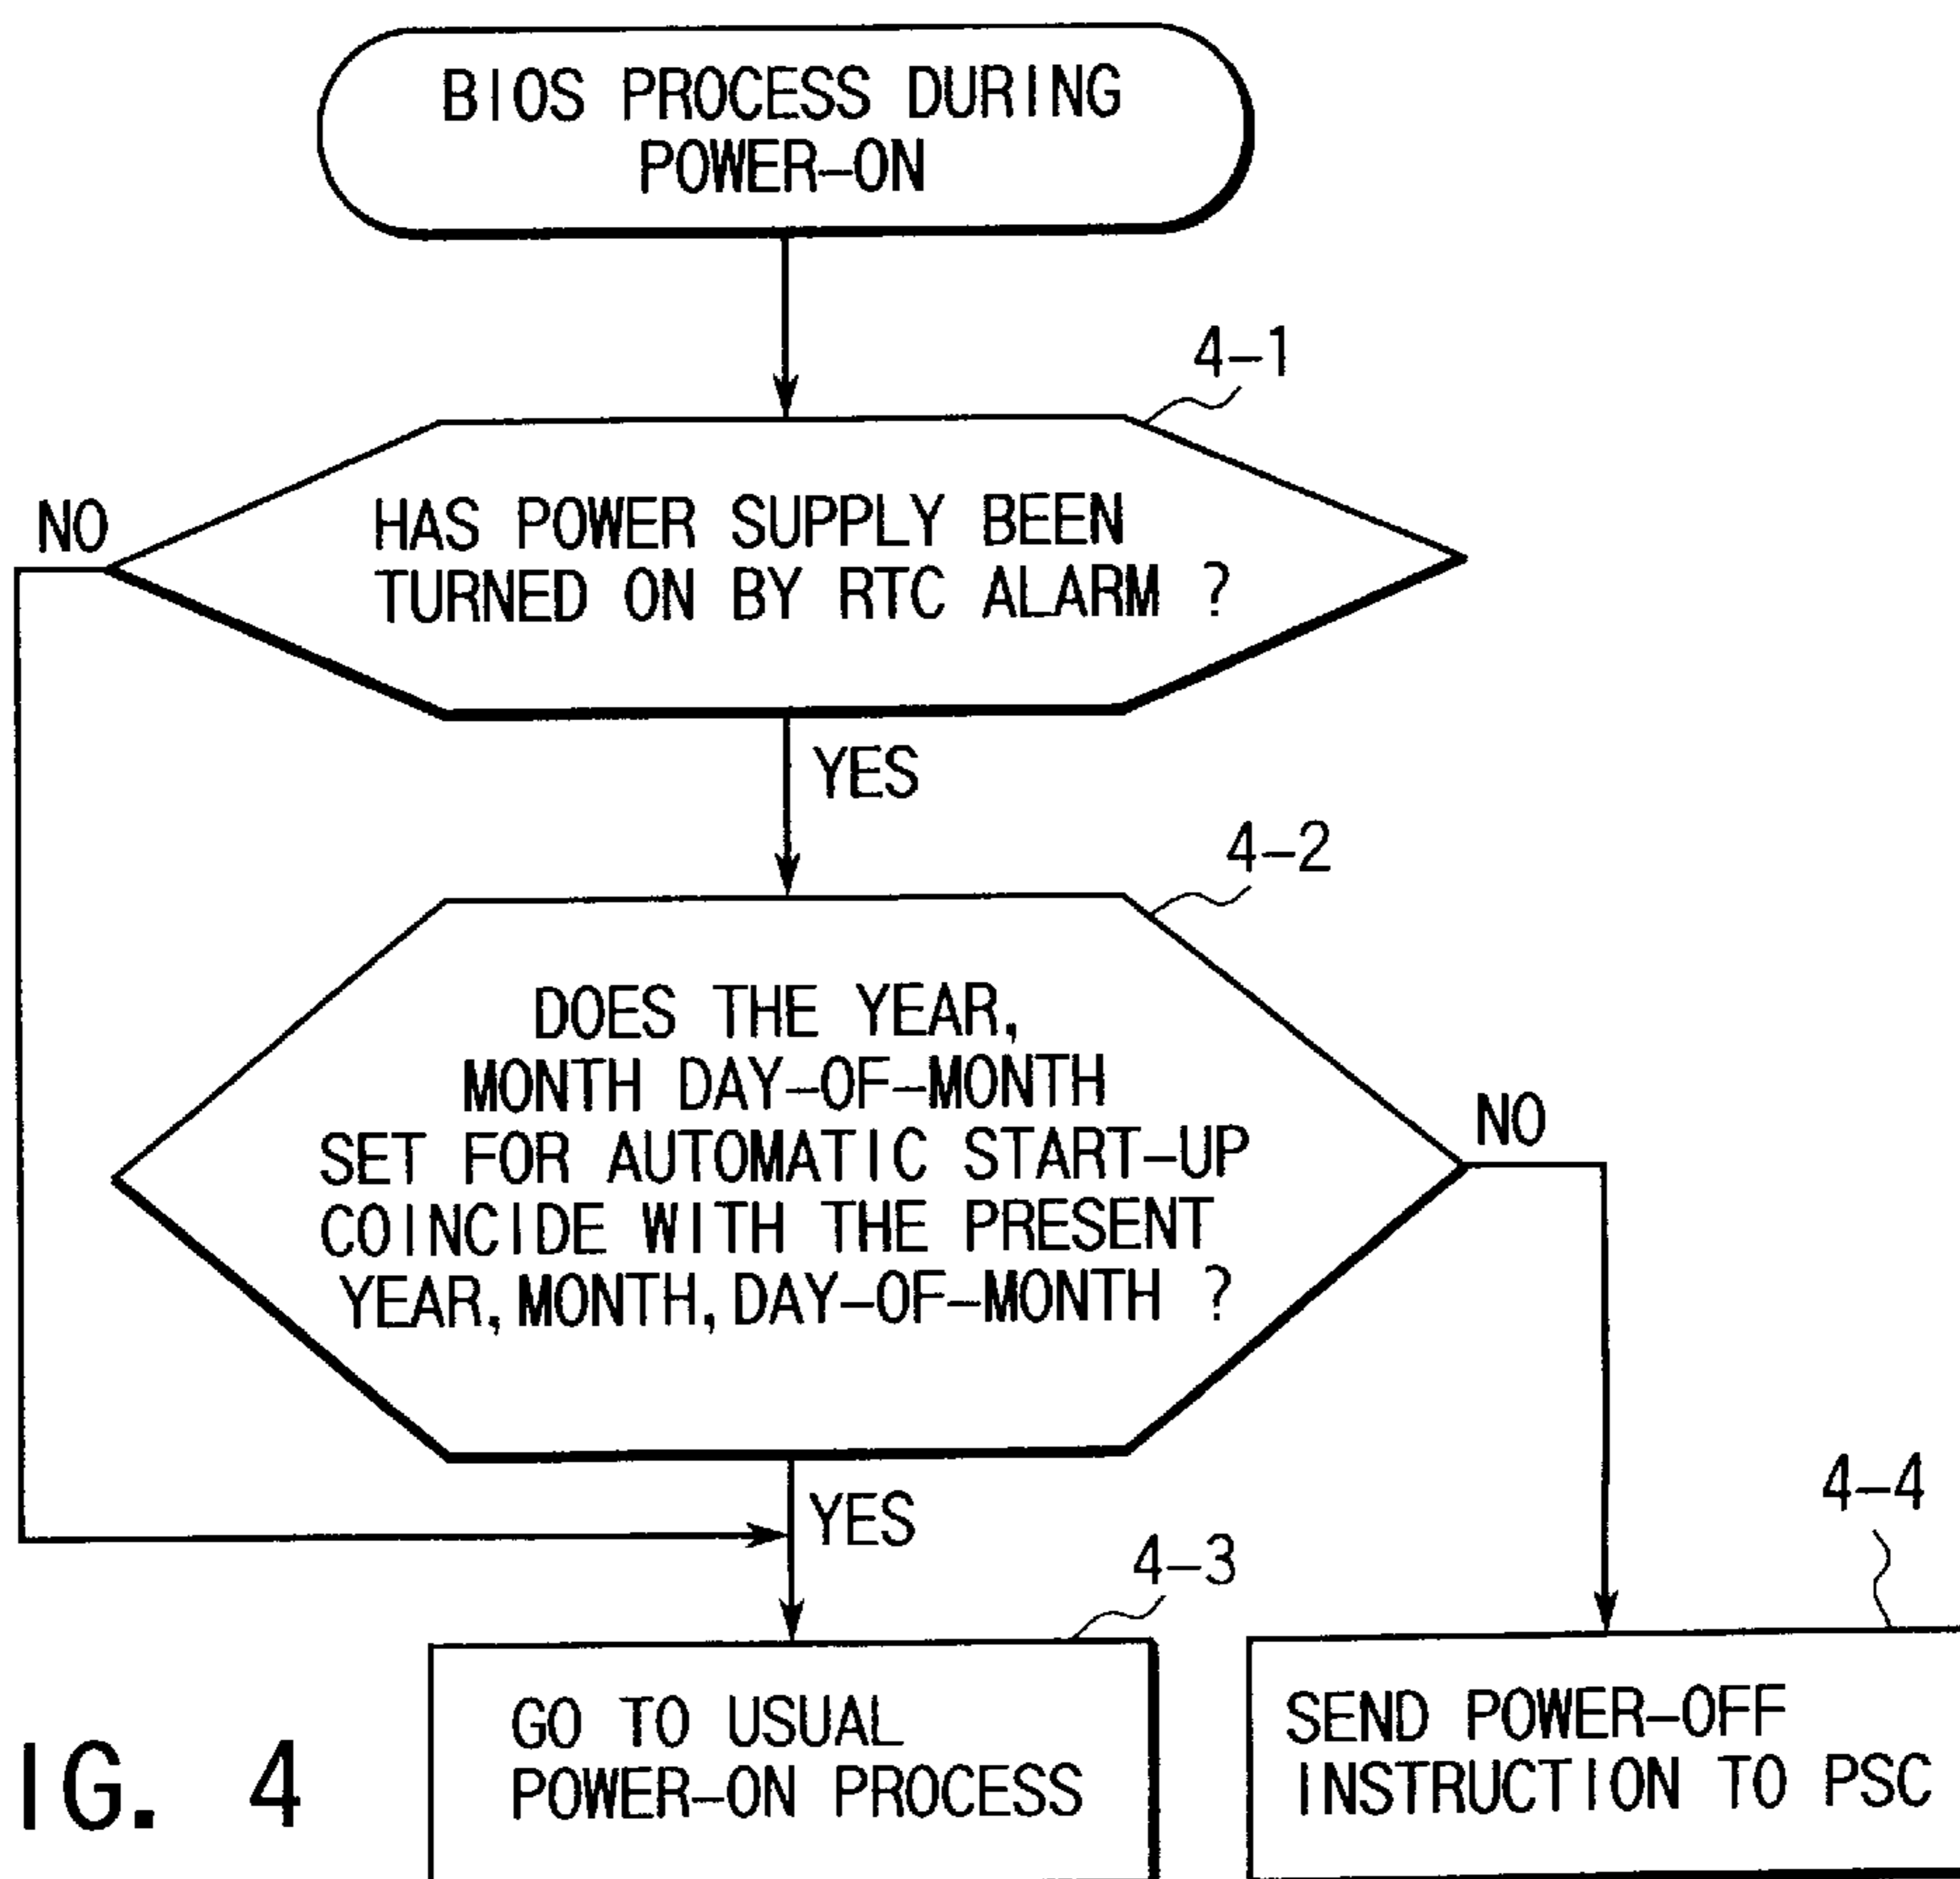 BIOS PROCESS DURING
POWER-ON
4-1
NO
HAS POWER SUPPLY BEEN
TURNED ON BY RTC ALARM ?
YES
4-2
DOES THE YEAR,
MONTH DAY-OF-MONTH
SET FOR AUTOMATIC START-UP
COINCIDE WITH THE PRESENT
YEAR, MONTH, DAY-OF-MONTH ?
NO
YES
4-3
4-4
GO TO USUAL
POWER-ON PROCESS
SEND POWER-OFF
INSTRUCTION TO PSC
IG. 4